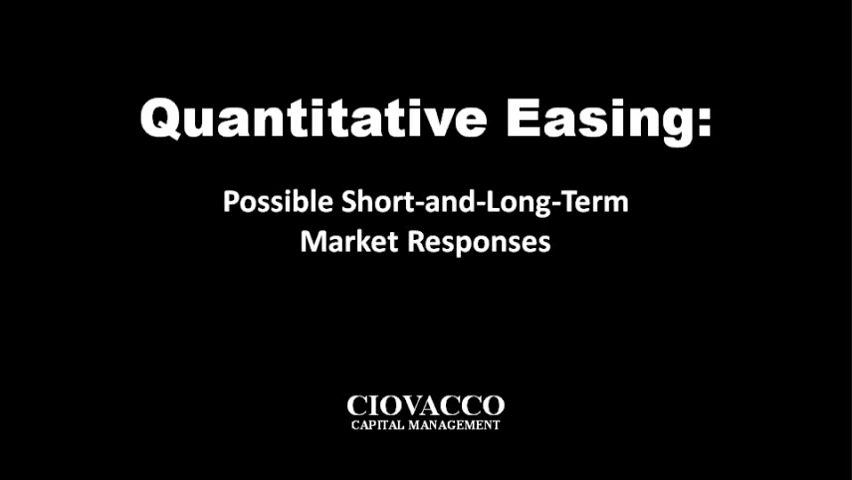 Quantitative Easing:
Possible Short-and-Long-Term
Market Responses
CIOVACCO
CAPITAL MANAGEMENT